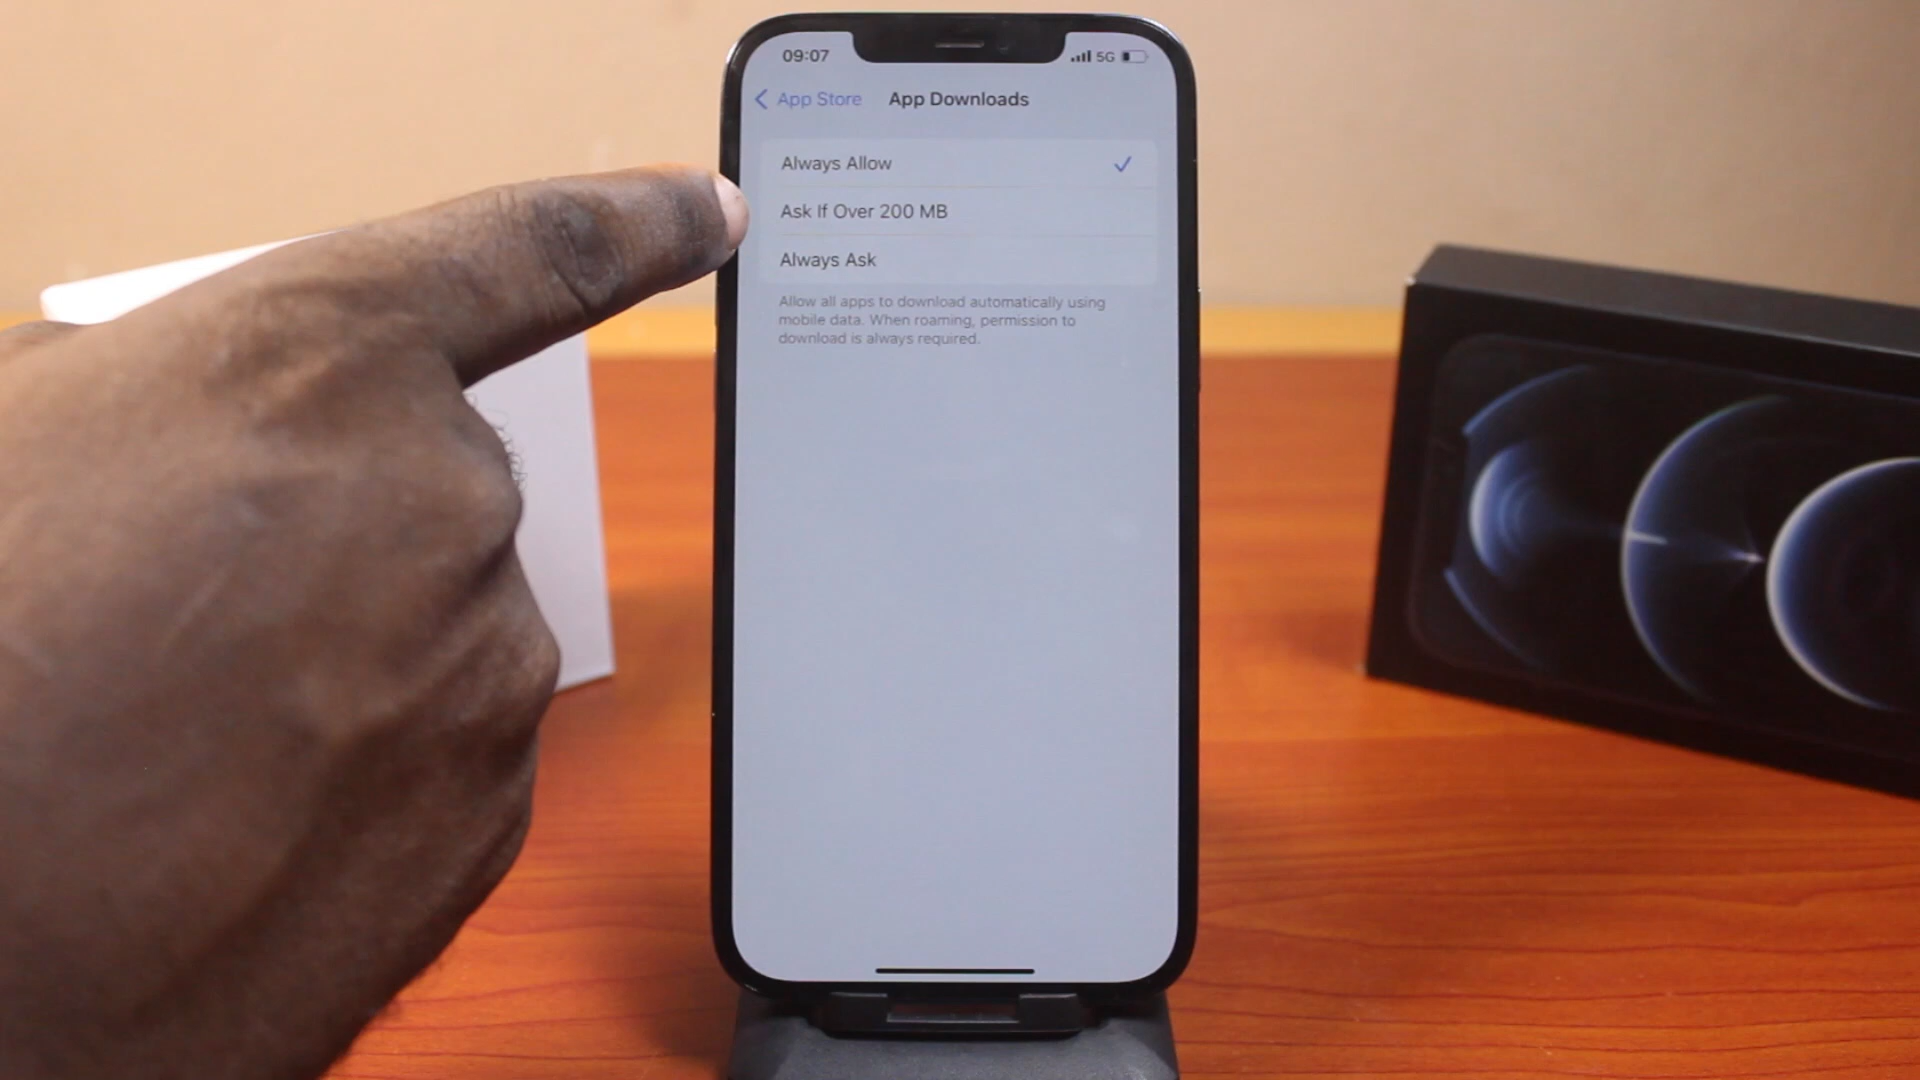 09:07
5G
App Store
App Downloads
Always Allow
Ask If Over 200 MB
Always Ask
Allow all apps to download automatically using
mobile data. When roaming, permission to
download is always required.